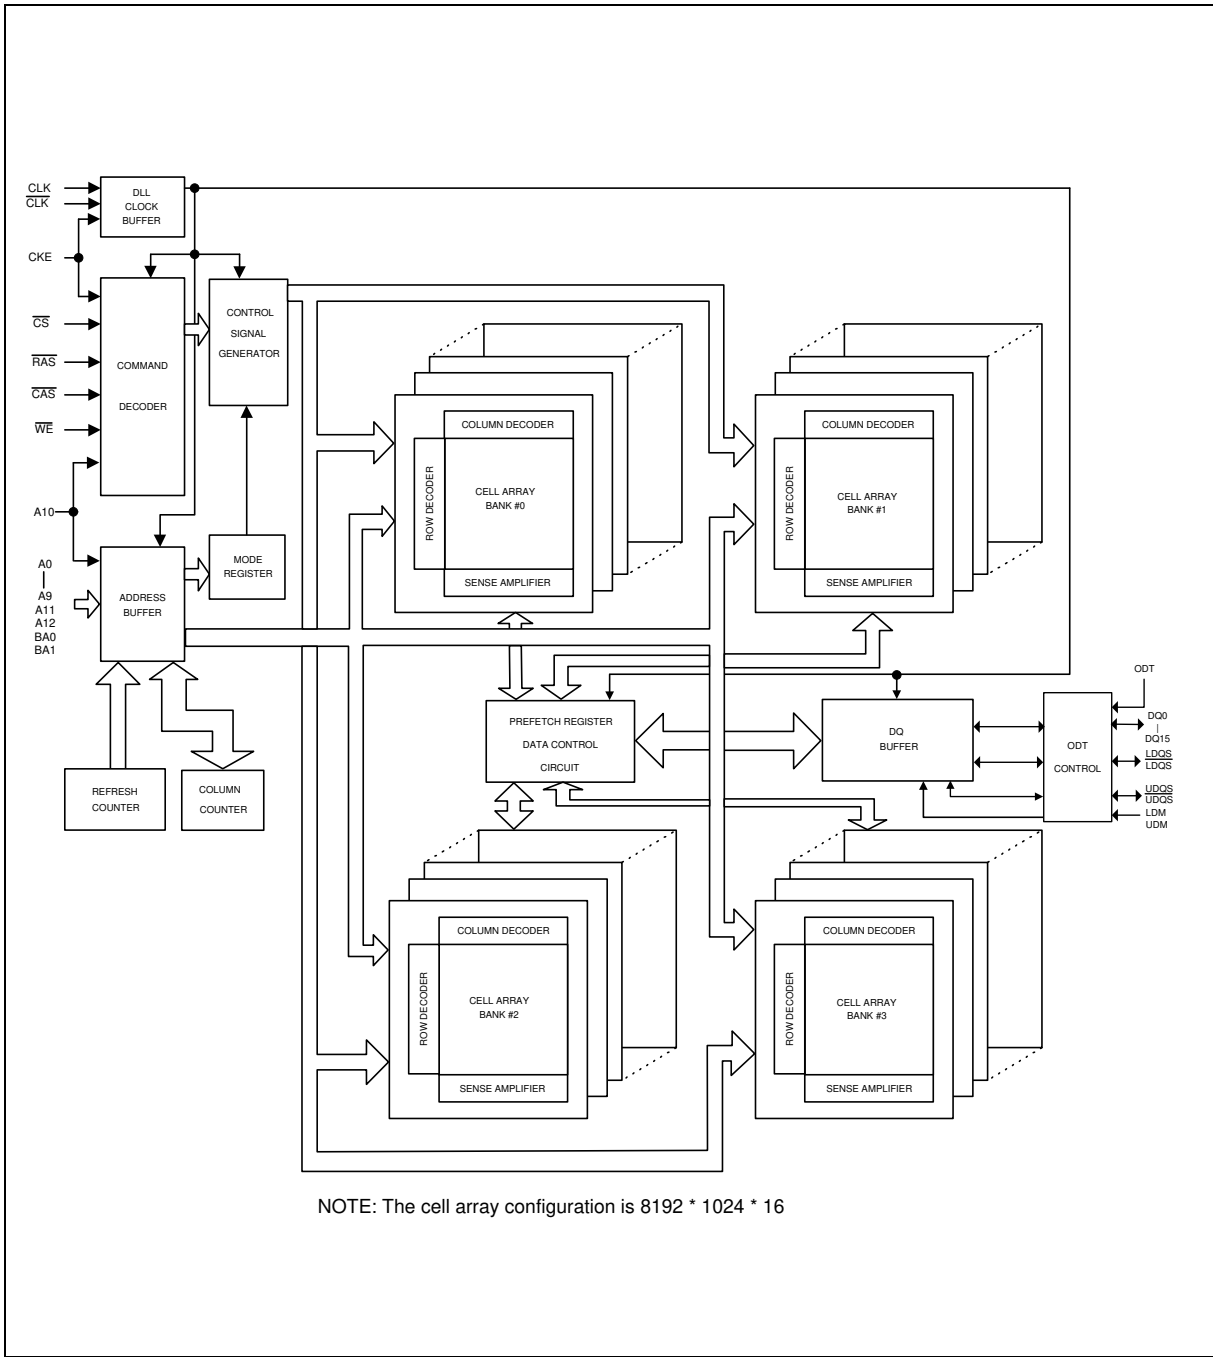 CLK
CLK
CKE
CS
RAS
CAS
WE
A10
A0
A9
A11
A12
BA0
BA1
DLL
CLOCK
BUFFER
COMMAND
DECODER
CONTROL
SIGNAL
GENERATOR
MODE
REGISTER
ADDRESS
BUFFER
REFRESH
COUNTER
COLUMN
COUNTER
COLUMN DECODER
ROW DECODER
CELL ARRAY
BANK #0
SENSE AMPLIFIER
COLUMN DECODER
ROW DECODER
CELL ARRAY
BANK #1
SENSE AMPLIFIER
PREFETCH REGISTER
DATA CONTROL
CIRCUIT
DQ
BUFFER
ODT
CONTROL
ODT
DQ0
DQ15
LDQS
LDQS
UDQS
UDQS
LDM
UDM
COLUMN DECODER
ROW DECODER
CELL ARRAY
BANK #2
SENSE AMPLIFIER
COLUMN DECODER
ROW DECODER
CELL ARRAY
BANK #3
SENSE AMPLIFIER
NOTE: The cell array configuration is 8192 * 1024 * 16